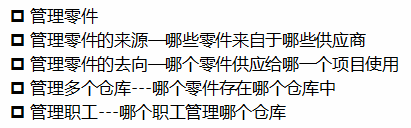 管理零件
管理零件的来源—哪些零件来自于哪些供应商
管理零件的去向—哪个零件供应给哪一个项目使用
管理多个仓库---哪个零件存在哪个仓库中
管理职工---哪个职工管理哪个仓库